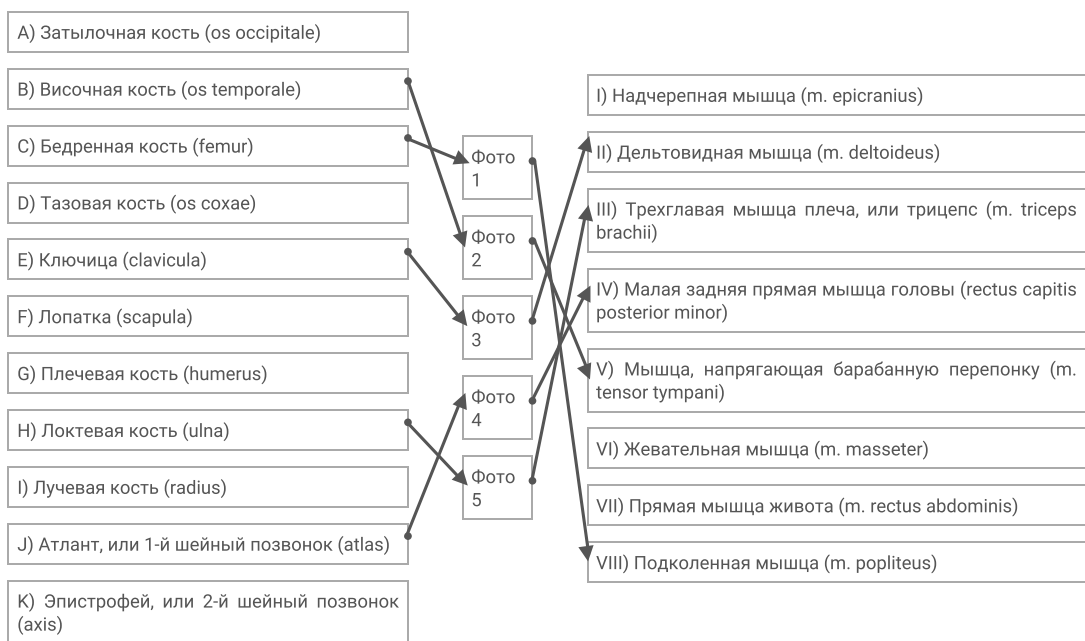 A) Затылочная кость (os occipitale)
B) Височная кость (os temporale)
C) Бедренная кость (femur)
D) Тазовая кость (os coxae)
E) Ключица (clavicula)
F) Лопатка (scapula)
G) Плечевая кость (humerus)
H) Локтевая кость (ulna)
I) Лучевая кость (radius)
J) Атлант, или 1-й шейный позвонок (atlas)
K) Эпистрофей, или 2-й шейный позвонок
(axis)
Фото
1
Фото
2
Фото
3
Фото
4
Фото
5
I) Надчерепная мышца (m. epicranius)
II) Дельтовидная мышца (m. deltoideus)
III) Трехглавая мышца плеча, или трицепс (m. triceps
brachii)
IV) Малая задняя прямая мышца головы (rectus capitis
posterior minor)
V) Мышца, напрягающая барабанную перепонку (m.
tensor tympani)
VI) Жевательная мышца (m. masseter)
VII) Прямая мышца живота (m. rectus abdominis)
VIII) Подколенная мышца (m. popliteus)